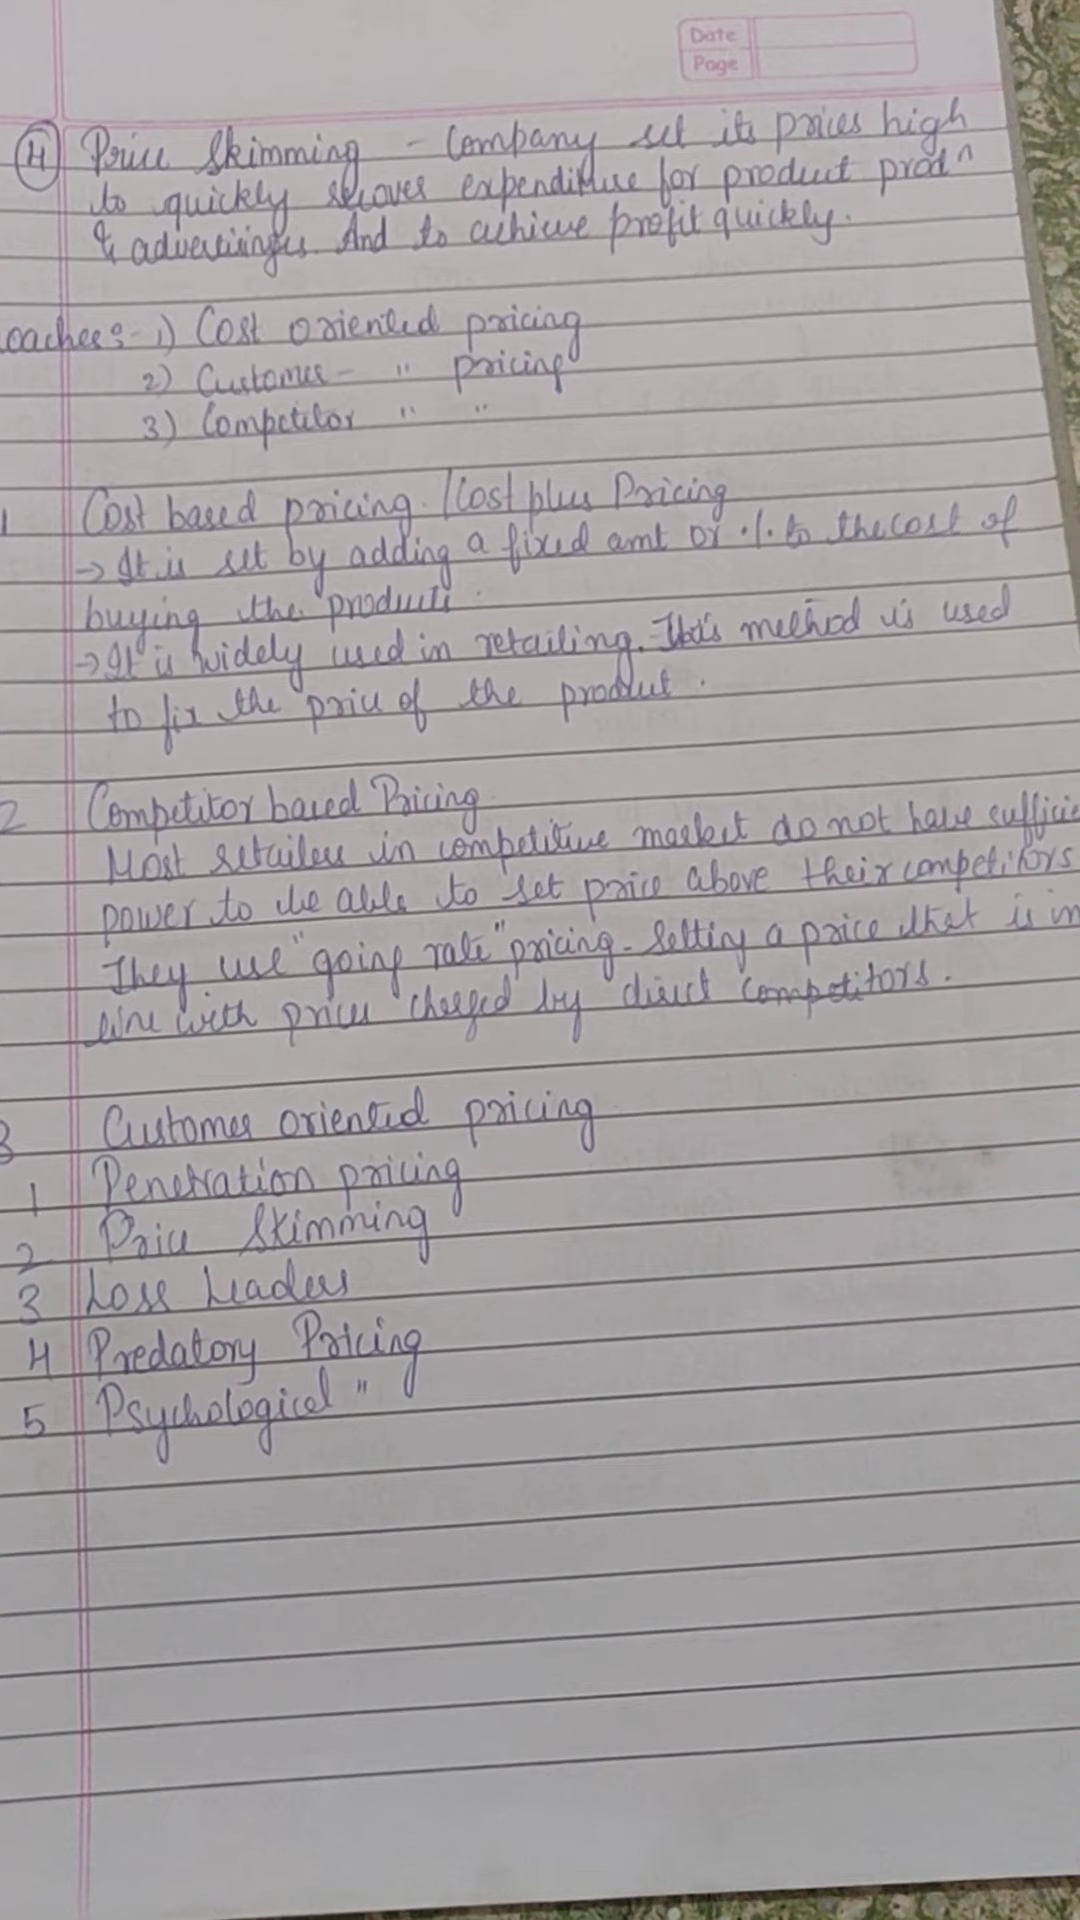 Date
Page
④ Price Skimming - Company set its prices high
to quickly recover expenditure for product prodⁿ
& advertising. And to achieve profit quickly.
oaches:- 1) Cost oriented pricing
2) Customer - " pricing
3) Competitor " "
1 Cost based pricing. / Cost plus Pricing
→ It is set by adding a fixed amt or % to the cost of
buying the product.
→ It is widely used in retailing. This method is used
to fix the price of the product.
2 Competitor based Pricing
Most retailers in competitive market do not have suffici
power to be able to set price above their competitors
They use "going rate" pricing - Setting a price that is in
line with prices charged by direct competitors.
3 Customer oriented pricing
1 Penetration pricing
2 Price Skimming
3 Loss Leaders
4 Predatory Pricing
5 Psychological "